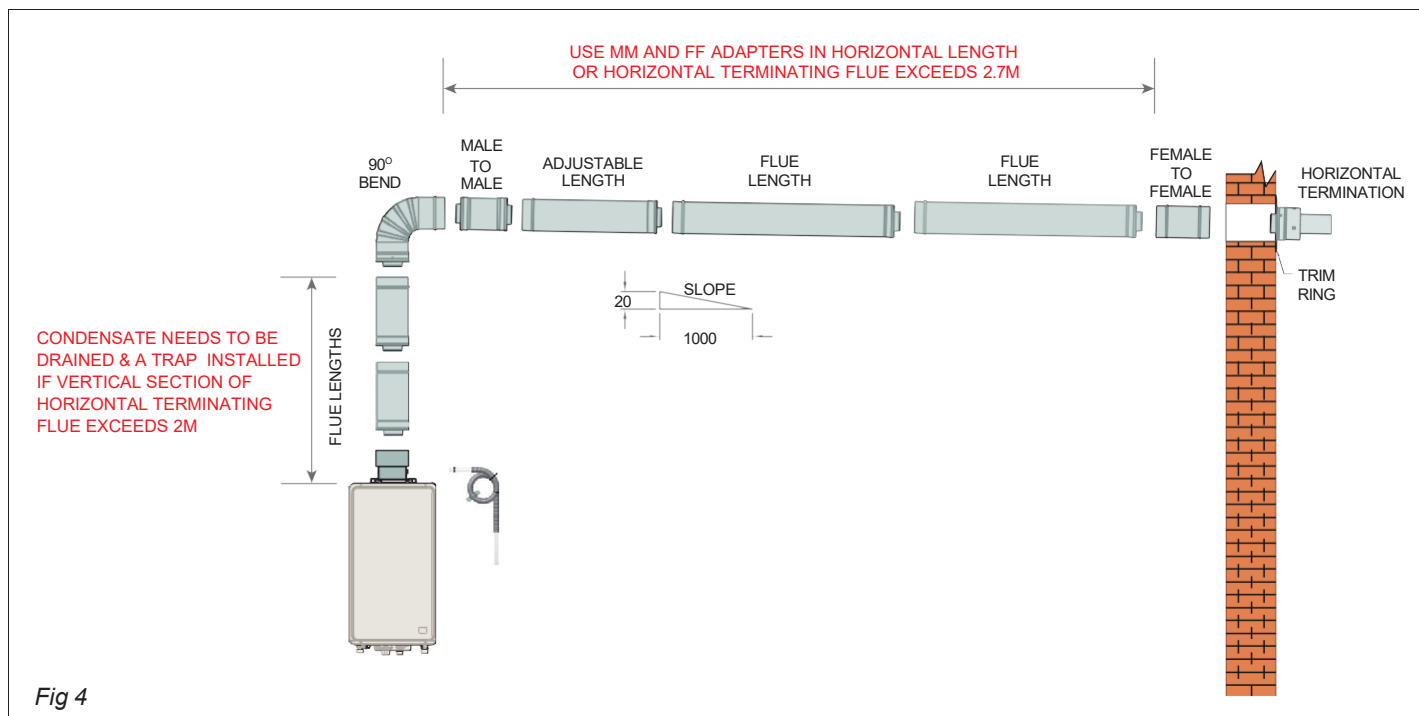 USE MM AND FF ADAPTERS IN HORIZONTAL LENGTH
OR HORIZONTAL TERMINATING FLUE EXCEEDS 2.7M
90O
BEND
MALE
TO
MALE
ADJUSTABLE
LENGTH
FLUE
LENGTH
FLUE
LENGTH
FEMALE
TO
FEMALE
HORIZONTAL
TERMINATION
TRIM
RING
SLOPE
20
1000
CONDENSATE NEEDS TO BE
DRAINED & A TRAP INSTALLED
IF VERTICAL SECTION OF
HORIZONTAL TERMINATING
FLUE EXCEEDS 2M
FLUE LENGTHS
Fig 4